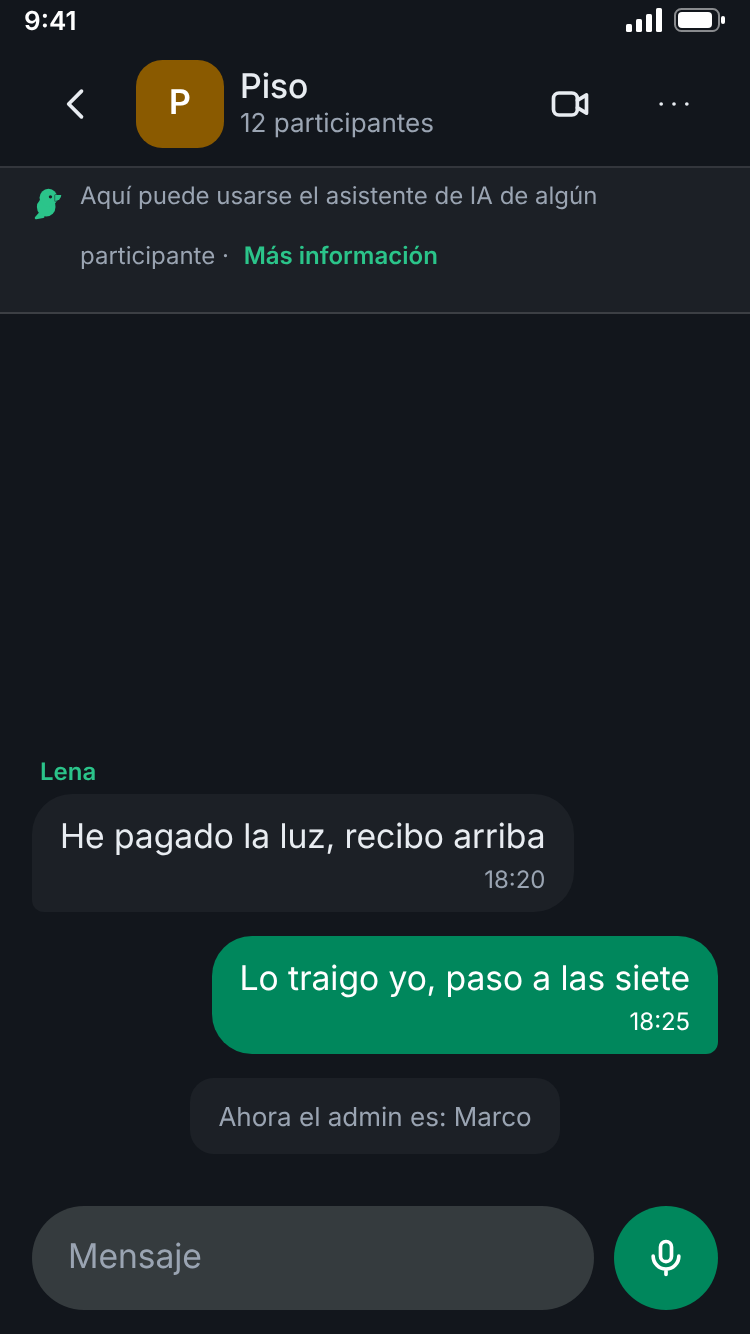 9:41
P
Piso
12 participantes
Aquí puede usarse el asistente de IA de algún
participante · Más información
Lena
He pagado la luz, recibo arriba
18:20
Lo traigo yo, paso a las siete
18:25
Ahora el admin es: Marco
Mensaje